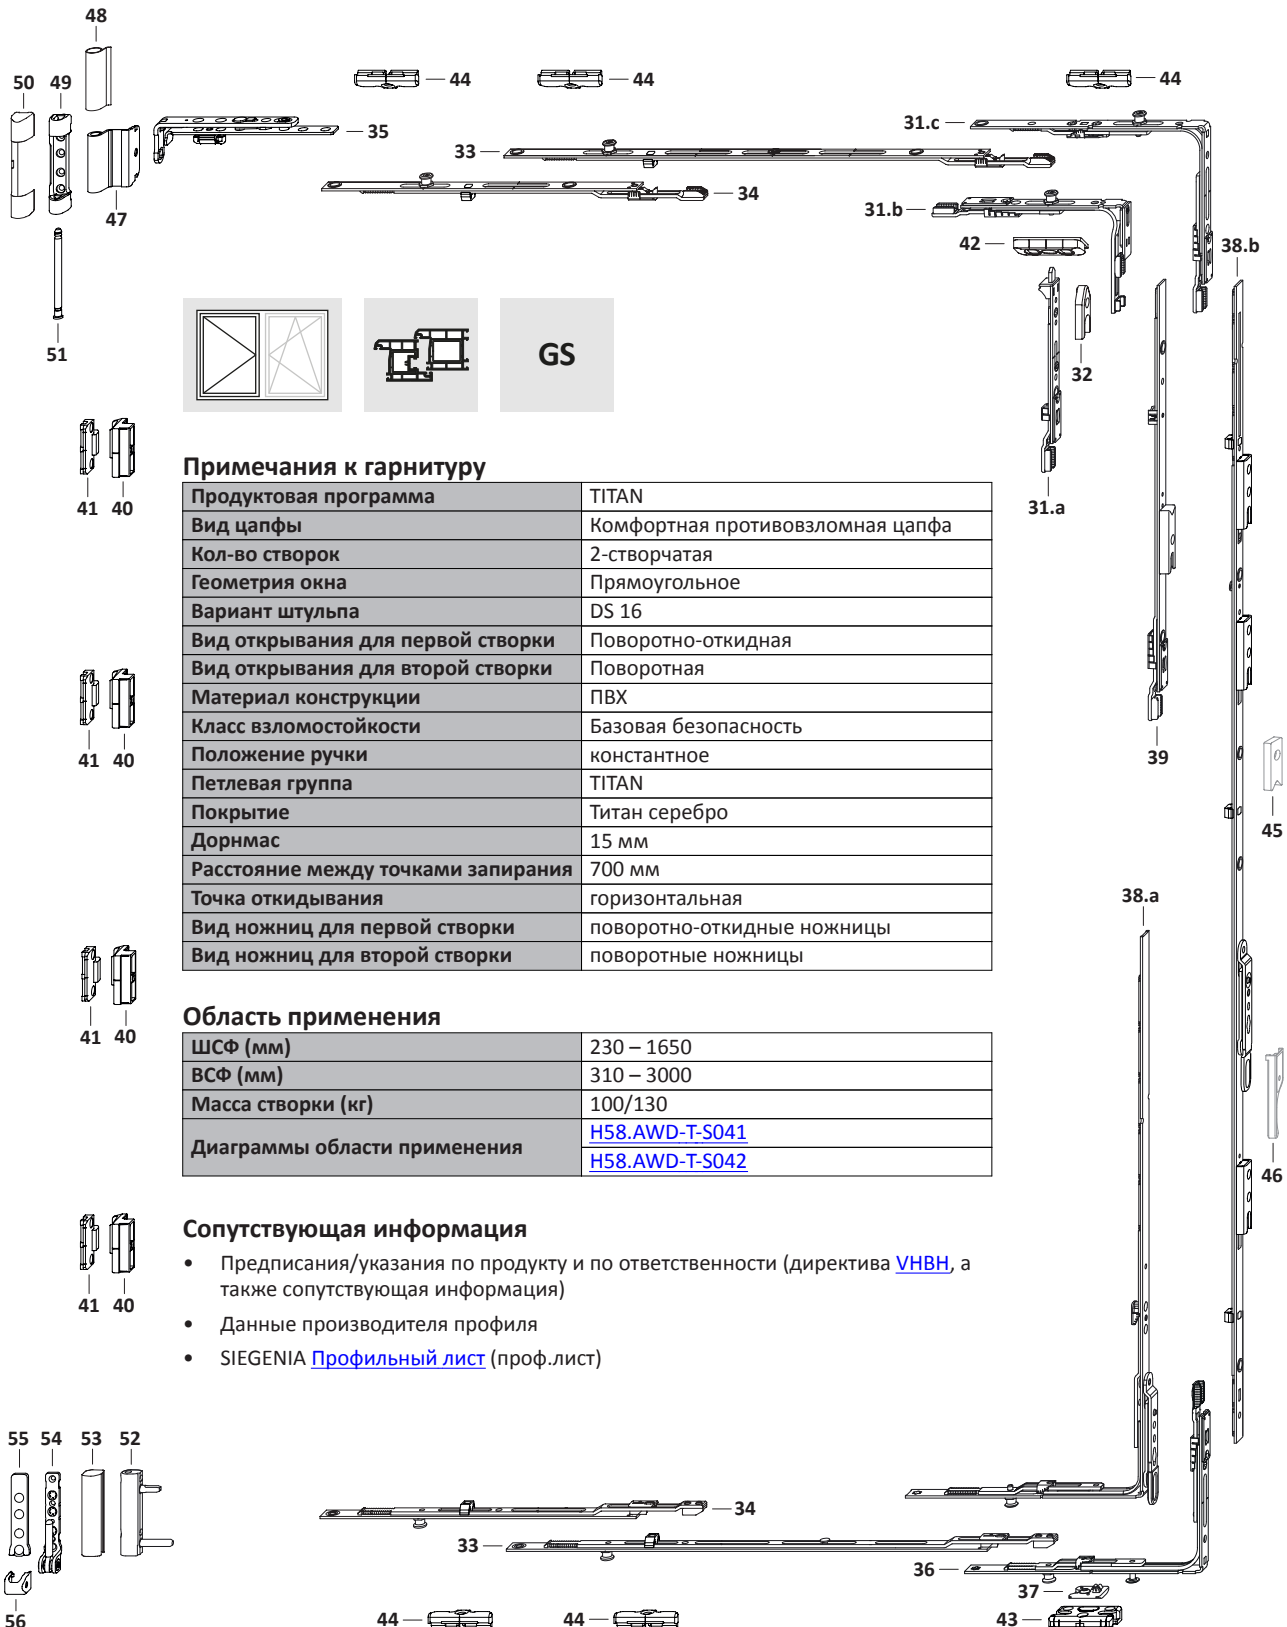 48
50 49
44
44
44
35
31.c
33
34
31.b
47
42
38.b
51
GS
32
41 40
31.a
Примечания к гарнитуру
Продуктовая программа TITAN
Вид цапфы Комфортная противовзломная цапфа
Кол-во створок 2-створчатая
Геометрия окна Прямоугольное
Вариант штульпа DS 16
Вид открывания для первой створки Поворотно-откидная
Вид открывания для второй створки Поворотная
Материал конструкции ПВХ
Класс взломостойкости Базовая безопасность
Положение ручки константное
Петлевая группа TITAN
Покрытие Титан серебро
Дорнмас 15 мм
Расстояние между точками запирания 700 мм
Точка откидывания горизонтальная
Вид ножниц для первой створки поворотно-откидные ножницы
Вид ножниц для второй створки поворотные ножницы
41 40
39
45
38.a
41 40
Область применения
ШСФ (мм) 230 – 1650
ВСФ (мм) 310 – 3000
Масса створки (кг) 100/130
Диаграммы области применения H58.AWD-T-S041
H58.AWD-T-S042
46
41 40
Сопутствующая информация
• Предписания/указания по продукту и по ответственности (директива VHBH, а
также сопутствующая информация)
• Данные производителя профиля
• SIEGENIA Профильный лист (проф.лист)
55 54 53 52
34
33
36
37
56
44
44
43